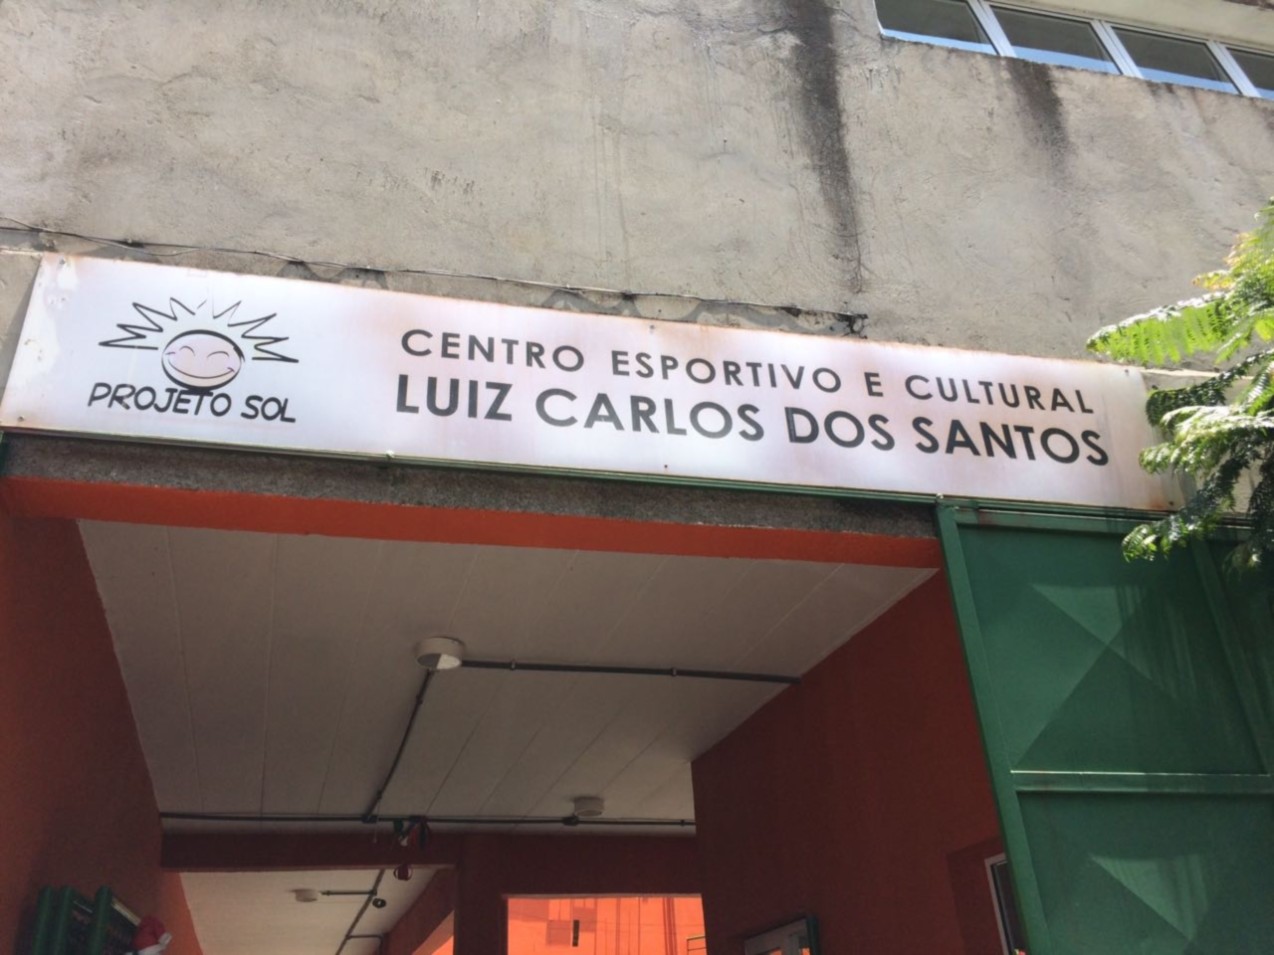 PROJETO SOL
CENTRO ESPORTIVO E CULTURAL
LUIZ CARLOS DOS SANTOS